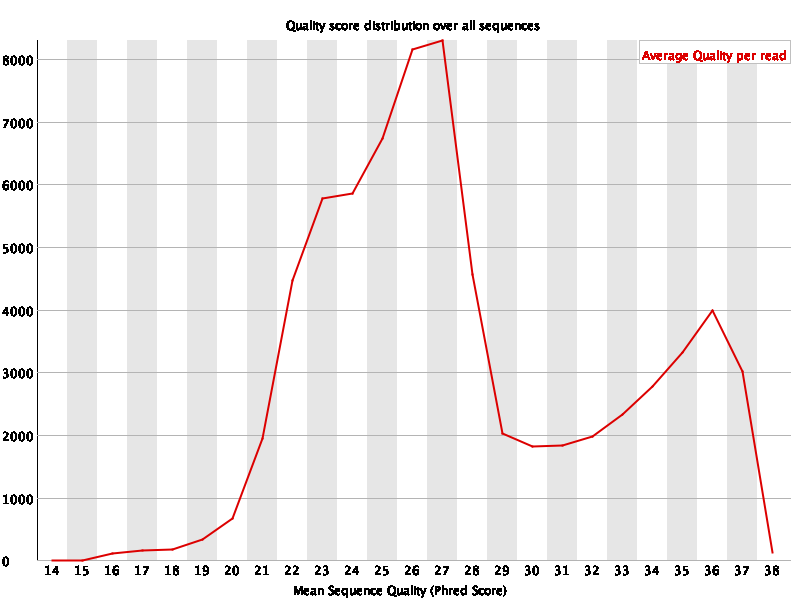 Quality score distribution over all sequences
Average Quality per read
8000
7000
6000
5000
4000
3000
2000
1000
0
14 15 16 17 18 19 20 21 22 23 24 25 26 27 28 29 30 31 32 33 34 35 36 37 38
Mean Sequence Quality (Phred Score)